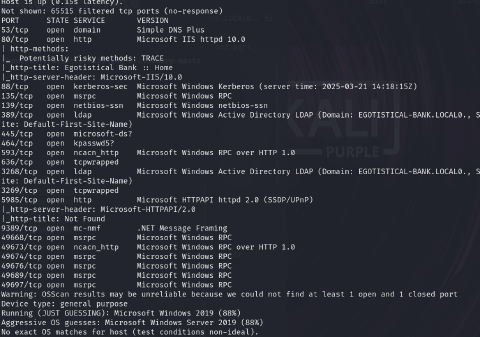 Host is up (0.15s latency).
Not shown: 65515 filtered tcp ports (no-response)
PORT      STATE SERVICE       VERSION
53/tcp    open  domain        Simple DNS Plus
80/tcp    open  http          Microsoft IIS httpd 10.0
| http-methods:
|_  Potentially risky methods: TRACE
|_http-title: Egotistical Bank :: Home
|_http-server-header: Microsoft-IIS/10.0
88/tcp    open  kerberos-sec  Microsoft Windows Kerberos (server time: 2025-03-21 14:18:15Z)
135/tcp   open  msrpc         Microsoft Windows RPC
139/tcp   open  netbios-ssn   Microsoft Windows netbios-ssn
389/tcp   open  ldap          Microsoft Windows Active Directory LDAP (Domain: EGOTISTICAL-BANK.LOCAL0., S
ite: Default-First-Site-Name)
445/tcp   open  microsoft-ds?
464/tcp   open  kpasswd5?
593/tcp   open  ncacn_http    Microsoft Windows RPC over HTTP 1.0
636/tcp   open  tcpwrapped
3268/tcp  open  ldap          Microsoft Windows Active Directory LDAP (Domain: EGOTISTICAL-BANK.LOCAL0., S
ite: Default-First-Site-Name)
3269/tcp  open  tcpwrapped
5985/tcp  open  http          Microsoft HTTPAPI httpd 2.0 (SSDP/UPnP)
|_http-server-header: Microsoft-HTTPAPI/2.0
|_http-title: Not Found
9389/tcp  open  mc-nmf        .NET Message Framing
49668/tcp open  msrpc         Microsoft Windows RPC
49673/tcp open  ncacn_http    Microsoft Windows RPC over HTTP 1.0
49674/tcp open  msrpc         Microsoft Windows RPC
49676/tcp open  msrpc         Microsoft Windows RPC
49689/tcp open  msrpc         Microsoft Windows RPC
49697/tcp open  msrpc         Microsoft Windows RPC
Warning: OSScan results may be unreliable because we could not find at least 1 open and 1 closed port
Device type: general purpose
Running (JUST GUESSING): Microsoft Windows 2019 (88%)
Aggressive OS guesses: Microsoft Windows Server 2019 (88%)
No exact OS matches for host (test conditions non-ideal).
KALI
PURPLE